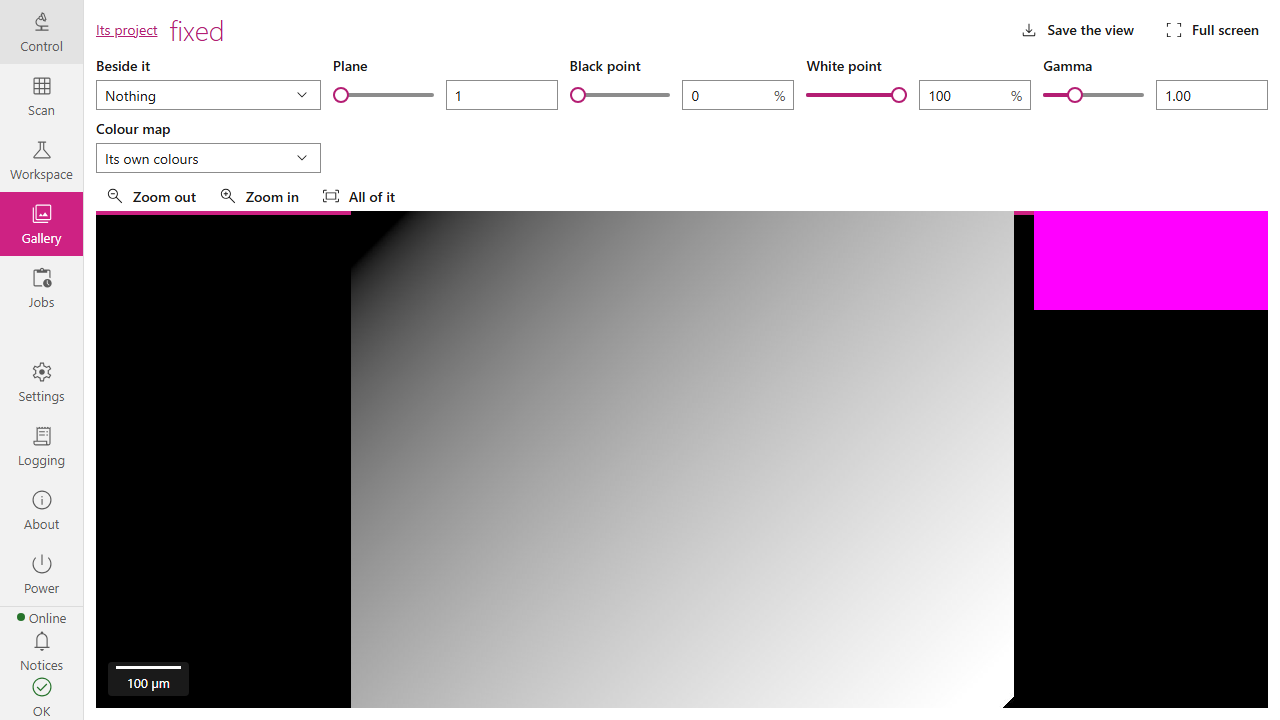 Control
Scan
Workspace
Gallery
Jobs
Settings
Logging
About
Power
Online
Notices
OK
Its project fixed
Save the view
Full screen
Beside it
Nothing
Plane
1
Black point
0 %
White point
100 %
Gamma
1.00
Colour map
Its own colours
Zoom out
Zoom in
All of it
100 µm